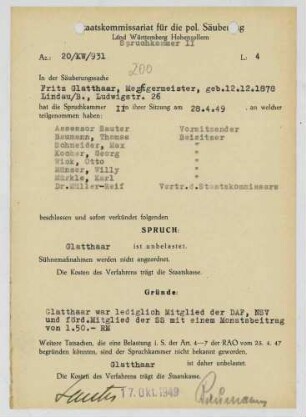 Staatskommissariat für die pol. Säuberung
Land Württemberg Hohenzollern
Spruchkammer II
Az.: 20/KW/931 L: 4
200
In der Säuberungssache
Fritz Glatthaar, Metzgermeister, geb.12.12.1878
Lindau/B., Ludwigstr. 26
hat die Spruchkammer II in ihrer Sitzung am 28.4.49, an welcher
teilgenommen haben:
Assessor Sauter Vorsitzender
Baumann, Thomas Beisitzer
Schneider, Max "
Kocher, Georg "
Wink, Otto "
Münser, Willy "
Märkle, Karl "
Dr.Müller-Reif Vertr.d.Staatskommissars
beschlossen und sofort verkündet folgenden
SPRUCH:
Glatthaar ist unbelastet.
Sühnemaßnahmen werden nicht angeordnet.
Die Kosten des Verfahrens trägt die Staatskasse.
Gründe:
Glatthaar war lediglich Mitglied der DAF, NSV
und förd.Mitglied der SS mit einem Monatsbeitrag
von 1.50.- RM
Weitere Tatsachen, die eine Belastung i. S. der Art. 4—7 der RAO vom 25. 4. 47
begründen könnten, sind der Spruchkammer nicht bekannt geworden.
Glatthaar ist daher unbelastet.
Die Kosten des Verfahrens trägt die Staatskasse.
Sauter 17. Okt. 1949 Baumann